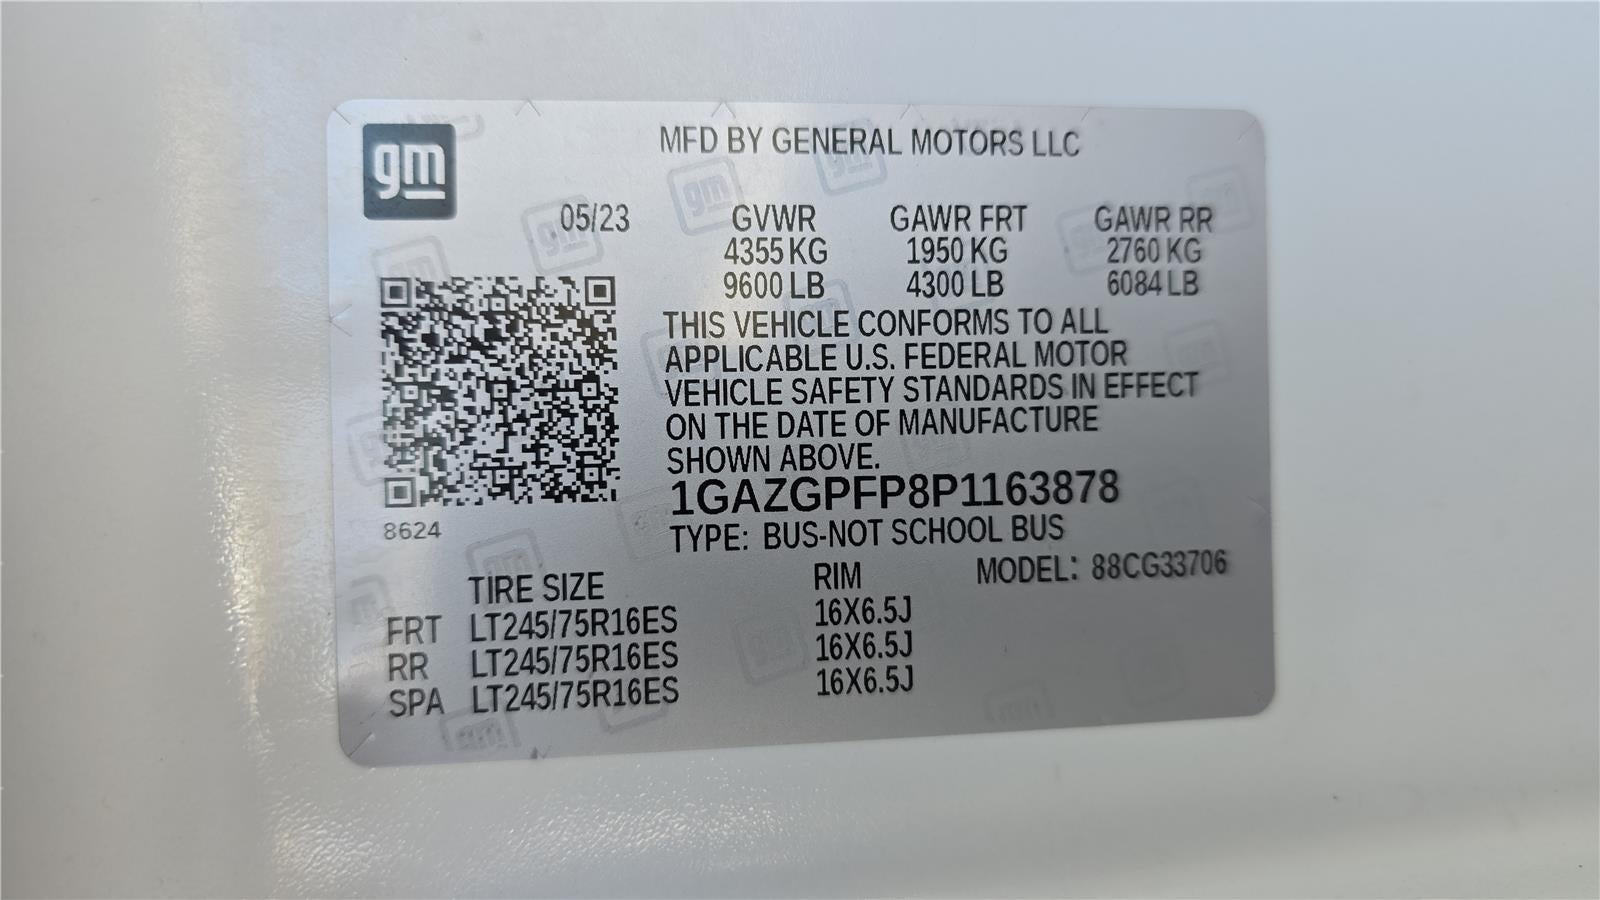 gm
MFD BY GENERAL MOTORS LLC
05/23 GVWR GAWR FRT GAWR RR
4355 KG 1950 KG 2760 KG
9600 LB 4300 LB 6084 LB
THIS VEHICLE CONFORMS TO ALL
APPLICABLE U.S. FEDERAL MOTOR
VEHICLE SAFETY STANDARDS IN EFFECT
ON THE DATE OF MANUFACTURE
SHOWN ABOVE.
1GAZGPFP8P1163878
8624
TYPE: BUS-NOT SCHOOL BUS
TIRE SIZE RIM MODEL: 88CG33706
FRT LT245/75R16ES 16X6.5J
RR LT245/75R16ES 16X6.5J
SPA LT245/75R16ES 16X6.5J